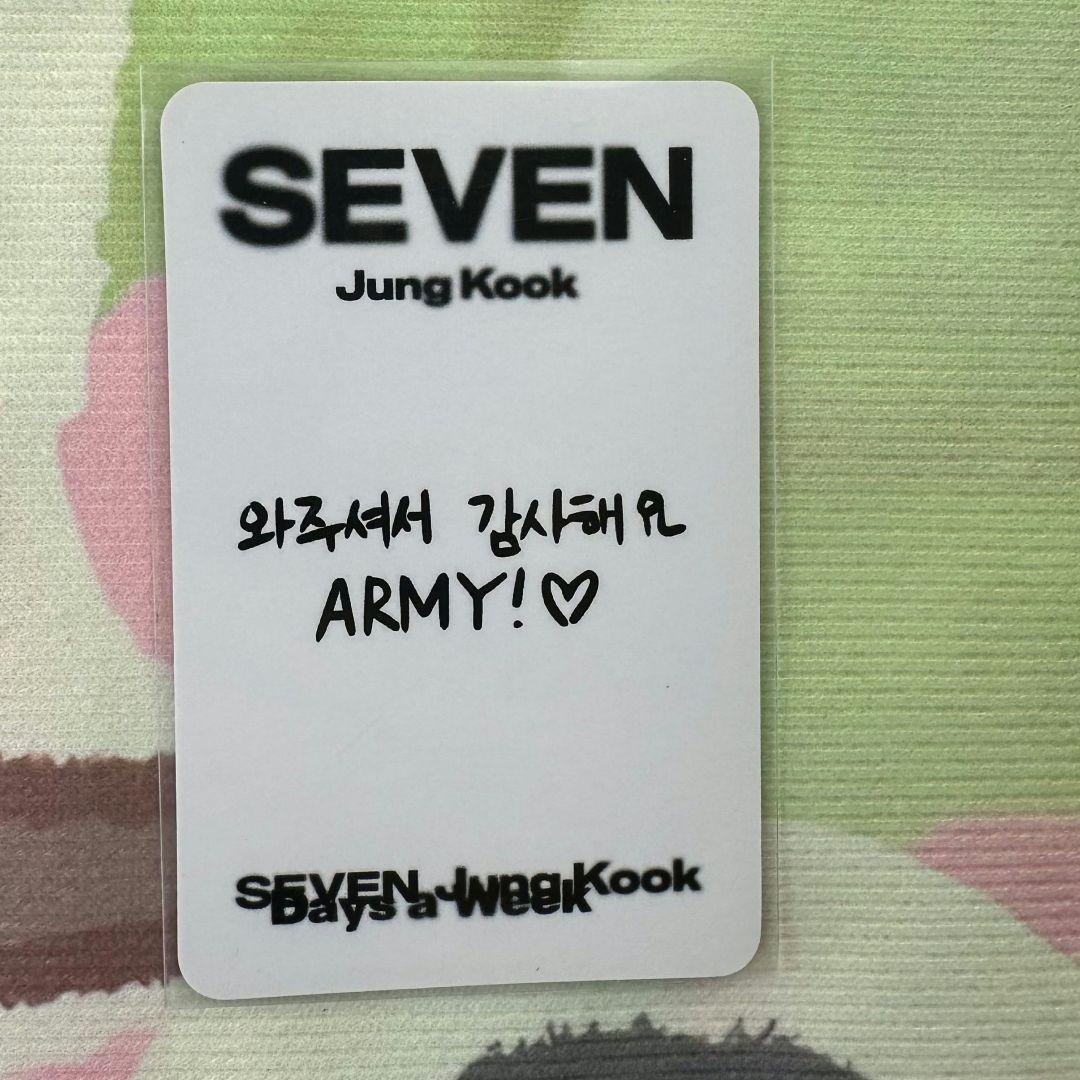 SEVEN
Jung Kook
와주셔서 감사해요
ARMY!♡
SEVEN Jung Kook
Days a Week